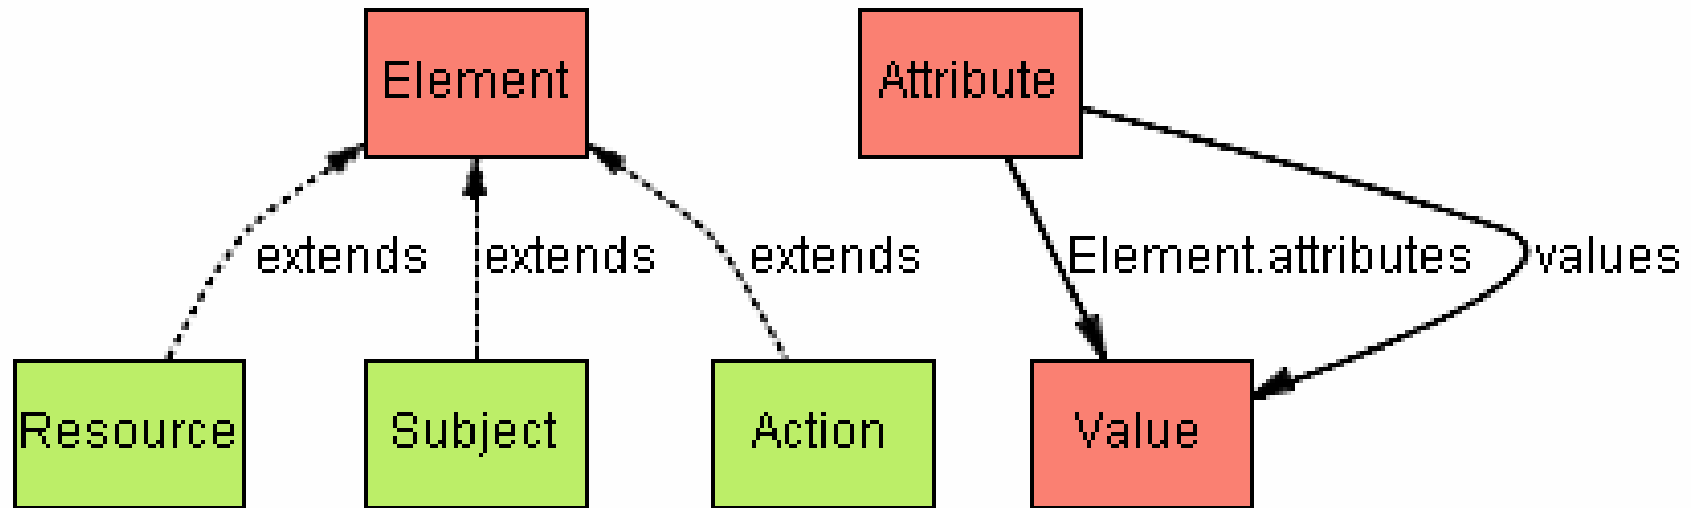 Element
Attribute
extends
extends
extends
Element.attributes
values
Resource
Subject
Action
Value